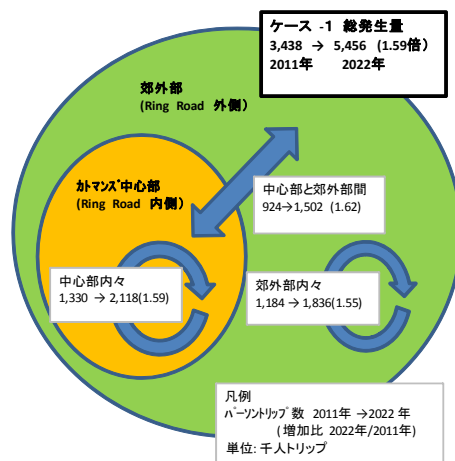 ケース -1 総発生量
3,438 → 5,456 (1.59倍)
2011年 2022年
郊外部
(Ring Road 外側)
カトマンズ中心部
(Ring Road 内側)
中心部と郊外部間
924→1,502 (1.62)
中心部内々
1,330 → 2,118(1.59)
郊外部内々
1,184 → 1,836(1.55)
凡例
パーソントリップ数 2011年 →2022 年
(増加比 2022年/2011年)
単位: 千人トリップ